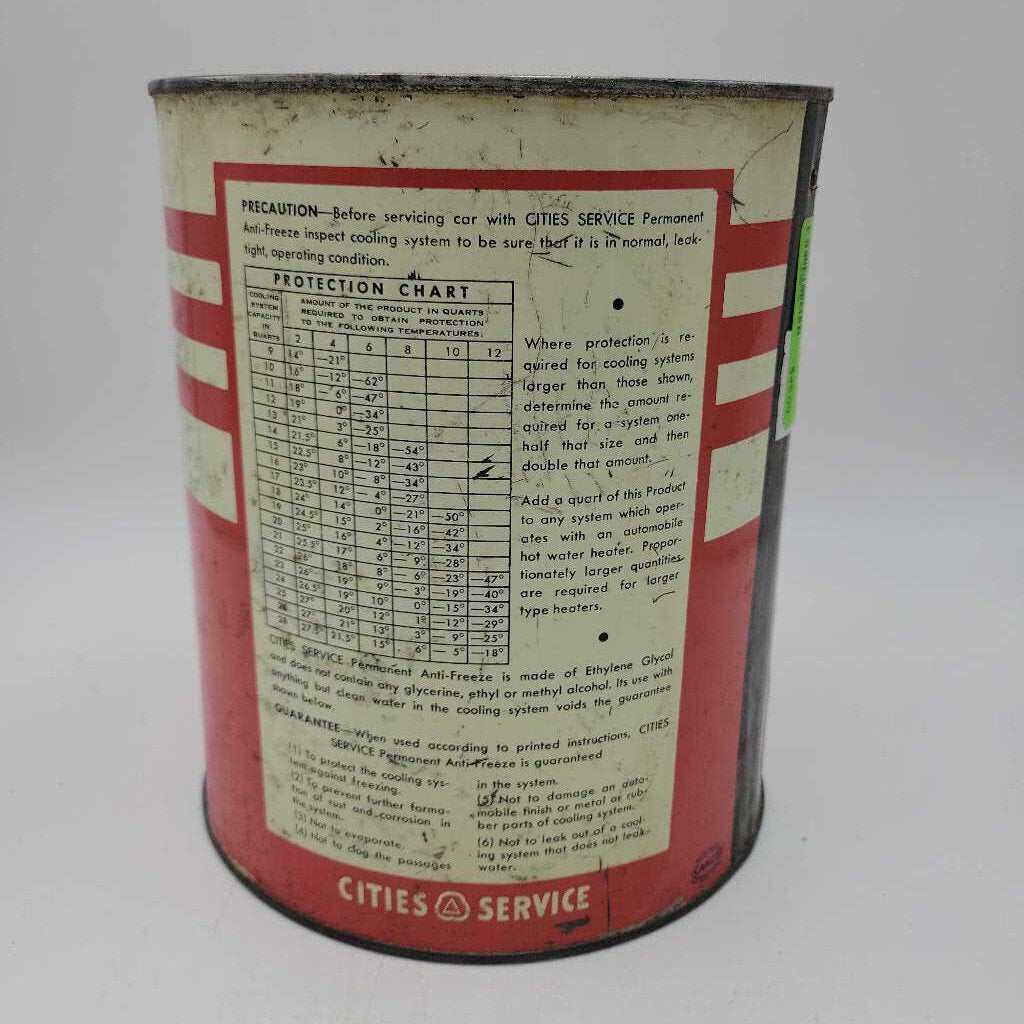 PRECAUTION—Before servicing car with CITIES SERVICE Permanent
Anti-Freeze inspect cooling system to be sure that it is in normal, leak-
tight, operating condition.
PROTECTION CHART
COOLING SYSTEM CAPACITY IN QUARTS
AMOUNT OF THE PRODUCT IN QUARTS
REQUIRED TO OBTAIN PROTECTION
TO THE FOLLOWING TEMPERATURES:
2 4 6 8 10 12
9 14° —21°
10 16° —12° —62°
11 18° — 6° —47°
12 19° 0° —34°
13 21° 3° —25°
14 21.5° 6° —18° —54°
15 22.5° 8° —12° —43°
16 23° 10° — 8° —34°
17 23.5° 12° — 4° —27°
18 24° 14° 0° —21° —50°
19 24.5° 15° 2° —16° —42°
20 25° 16° 4° —12° —34°
21 25.5° 17° 6° — 9° —28°
22 26° 18° 8° — 6° —23° —47°
23 26° 19° 9° — 3° —19° —40°
24 26.5° 19° 10° 0° —15° —34°
25 27° 20° 12° 1° —12° —29°
26 27° 21° 13° 3° — 9° —25°
28 27.5° 21.5° 15° 6° — 5° —18°
Where protection is re-
quired for cooling systems
larger than those shown,
determine the amount re-
quired for a system one-
half that size and then
double that amount.
Add a quart of this Product
to any system which oper-
ates with an automobile
hot water heater. Propor-
tionately larger quantities
are required for larger
type heaters.
CITIES SERVICE Permanent Anti-Freeze is made of Ethylene Glycol
and does not contain any glycerine, ethyl or methyl alcohol. Its use with
anything but clean water in the cooling system voids the guarantee
shown below.
GUARANTEE—When used according to printed instructions, CITIES
SERVICE Permanent Anti-Freeze is guaranteed
(1) To protect the cooling sys-
tem against freezing.
(2) To prevent further forma-
tion of rust and corrosion in
the system.
(3) Not to evaporate.
(4) Not to clog the passages
in the system.
(5) Not to damage an auto-
mobile finish or metal or rub-
ber parts of cooling system.
(6) Not to leak out of a cool-
ing system that does not leak
water.
CITIES SERVICE